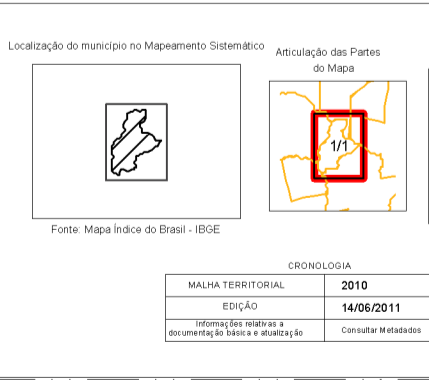 Localização do município no Mapeamento Sistemático
Articulação das Partes
do Mapa
1/1
Fonte: Mapa Índice do Brasil - IBGE
CRONOLOGIA
MALHA TERRITORIAL 2010
EDIÇÃO 14/06/2011
Informações relativas a
documentação básica e atualização Consultar Metadados